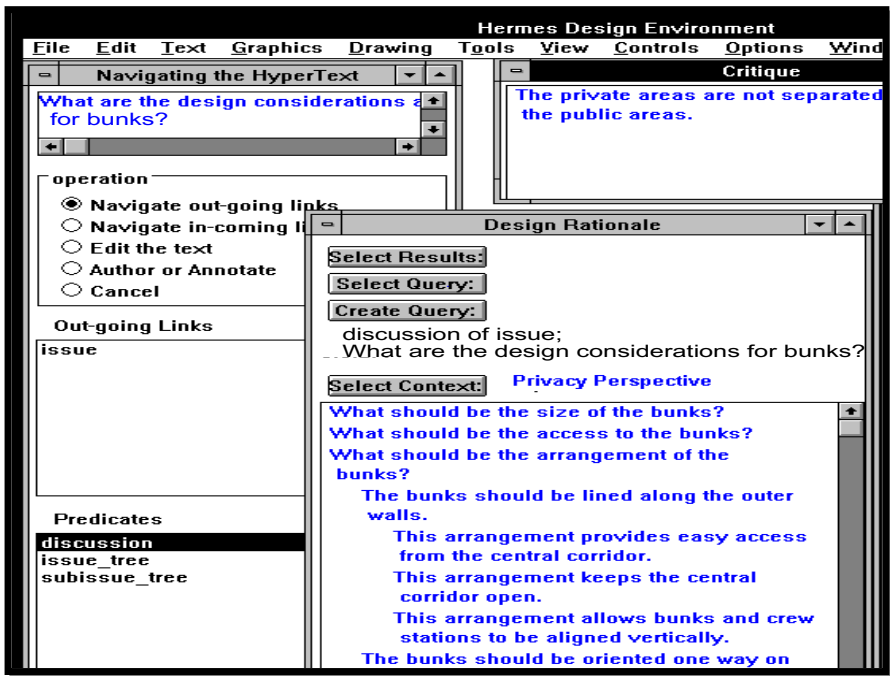 Hermes Design Environment
File Edit Text Graphics Drawing Tools View Controls Options Wind
Navigating the HyperText
What are the design considerations a
for bunks?
operation
Navigate out-going links
Navigate in-coming li
Edit the text
Author or Annotate
Cancel
Out-going Links
issue
Predicates
discussion
issue_tree
subissue_tree
Critique
The private areas are not separated
the public areas.
Design Rationale
Select Results:
Select Query:
Create Query:
discussion of issue;
What are the design considerations for bunks?
Select Context: Privacy Perspective
What should be the size of the bunks?
What should be the access to the bunks?
What should be the arrangement of the
bunks?
The bunks should be lined along the outer
walls.
This arrangement provides easy access
from the central corridor.
This arrangement keeps the central
corridor open.
This arrangement allows bunks and crew
stations to be aligned vertically.
The bunks should be oriented one way on